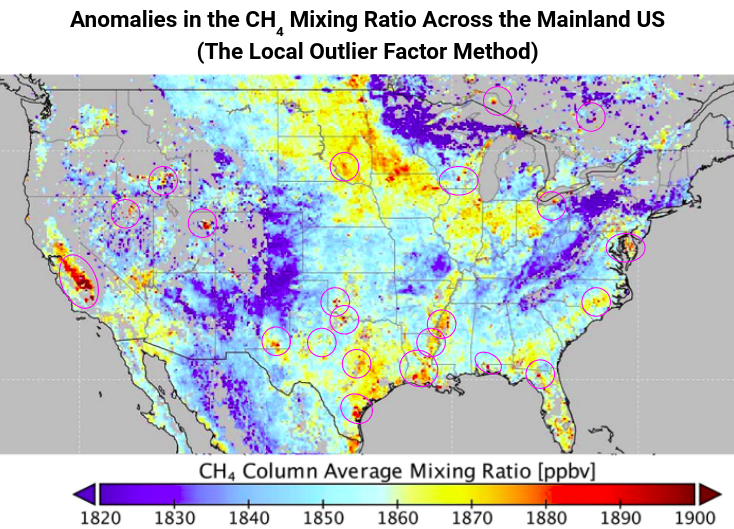 Anomalies in the CH₄ Mixing Ratio Across the Mainland US
(The Local Outlier Factor Method)
CH₄ Column Average Mixing Ratio [ppbv]
1820 1830 1840 1850 1860 1870 1880 1890 1900